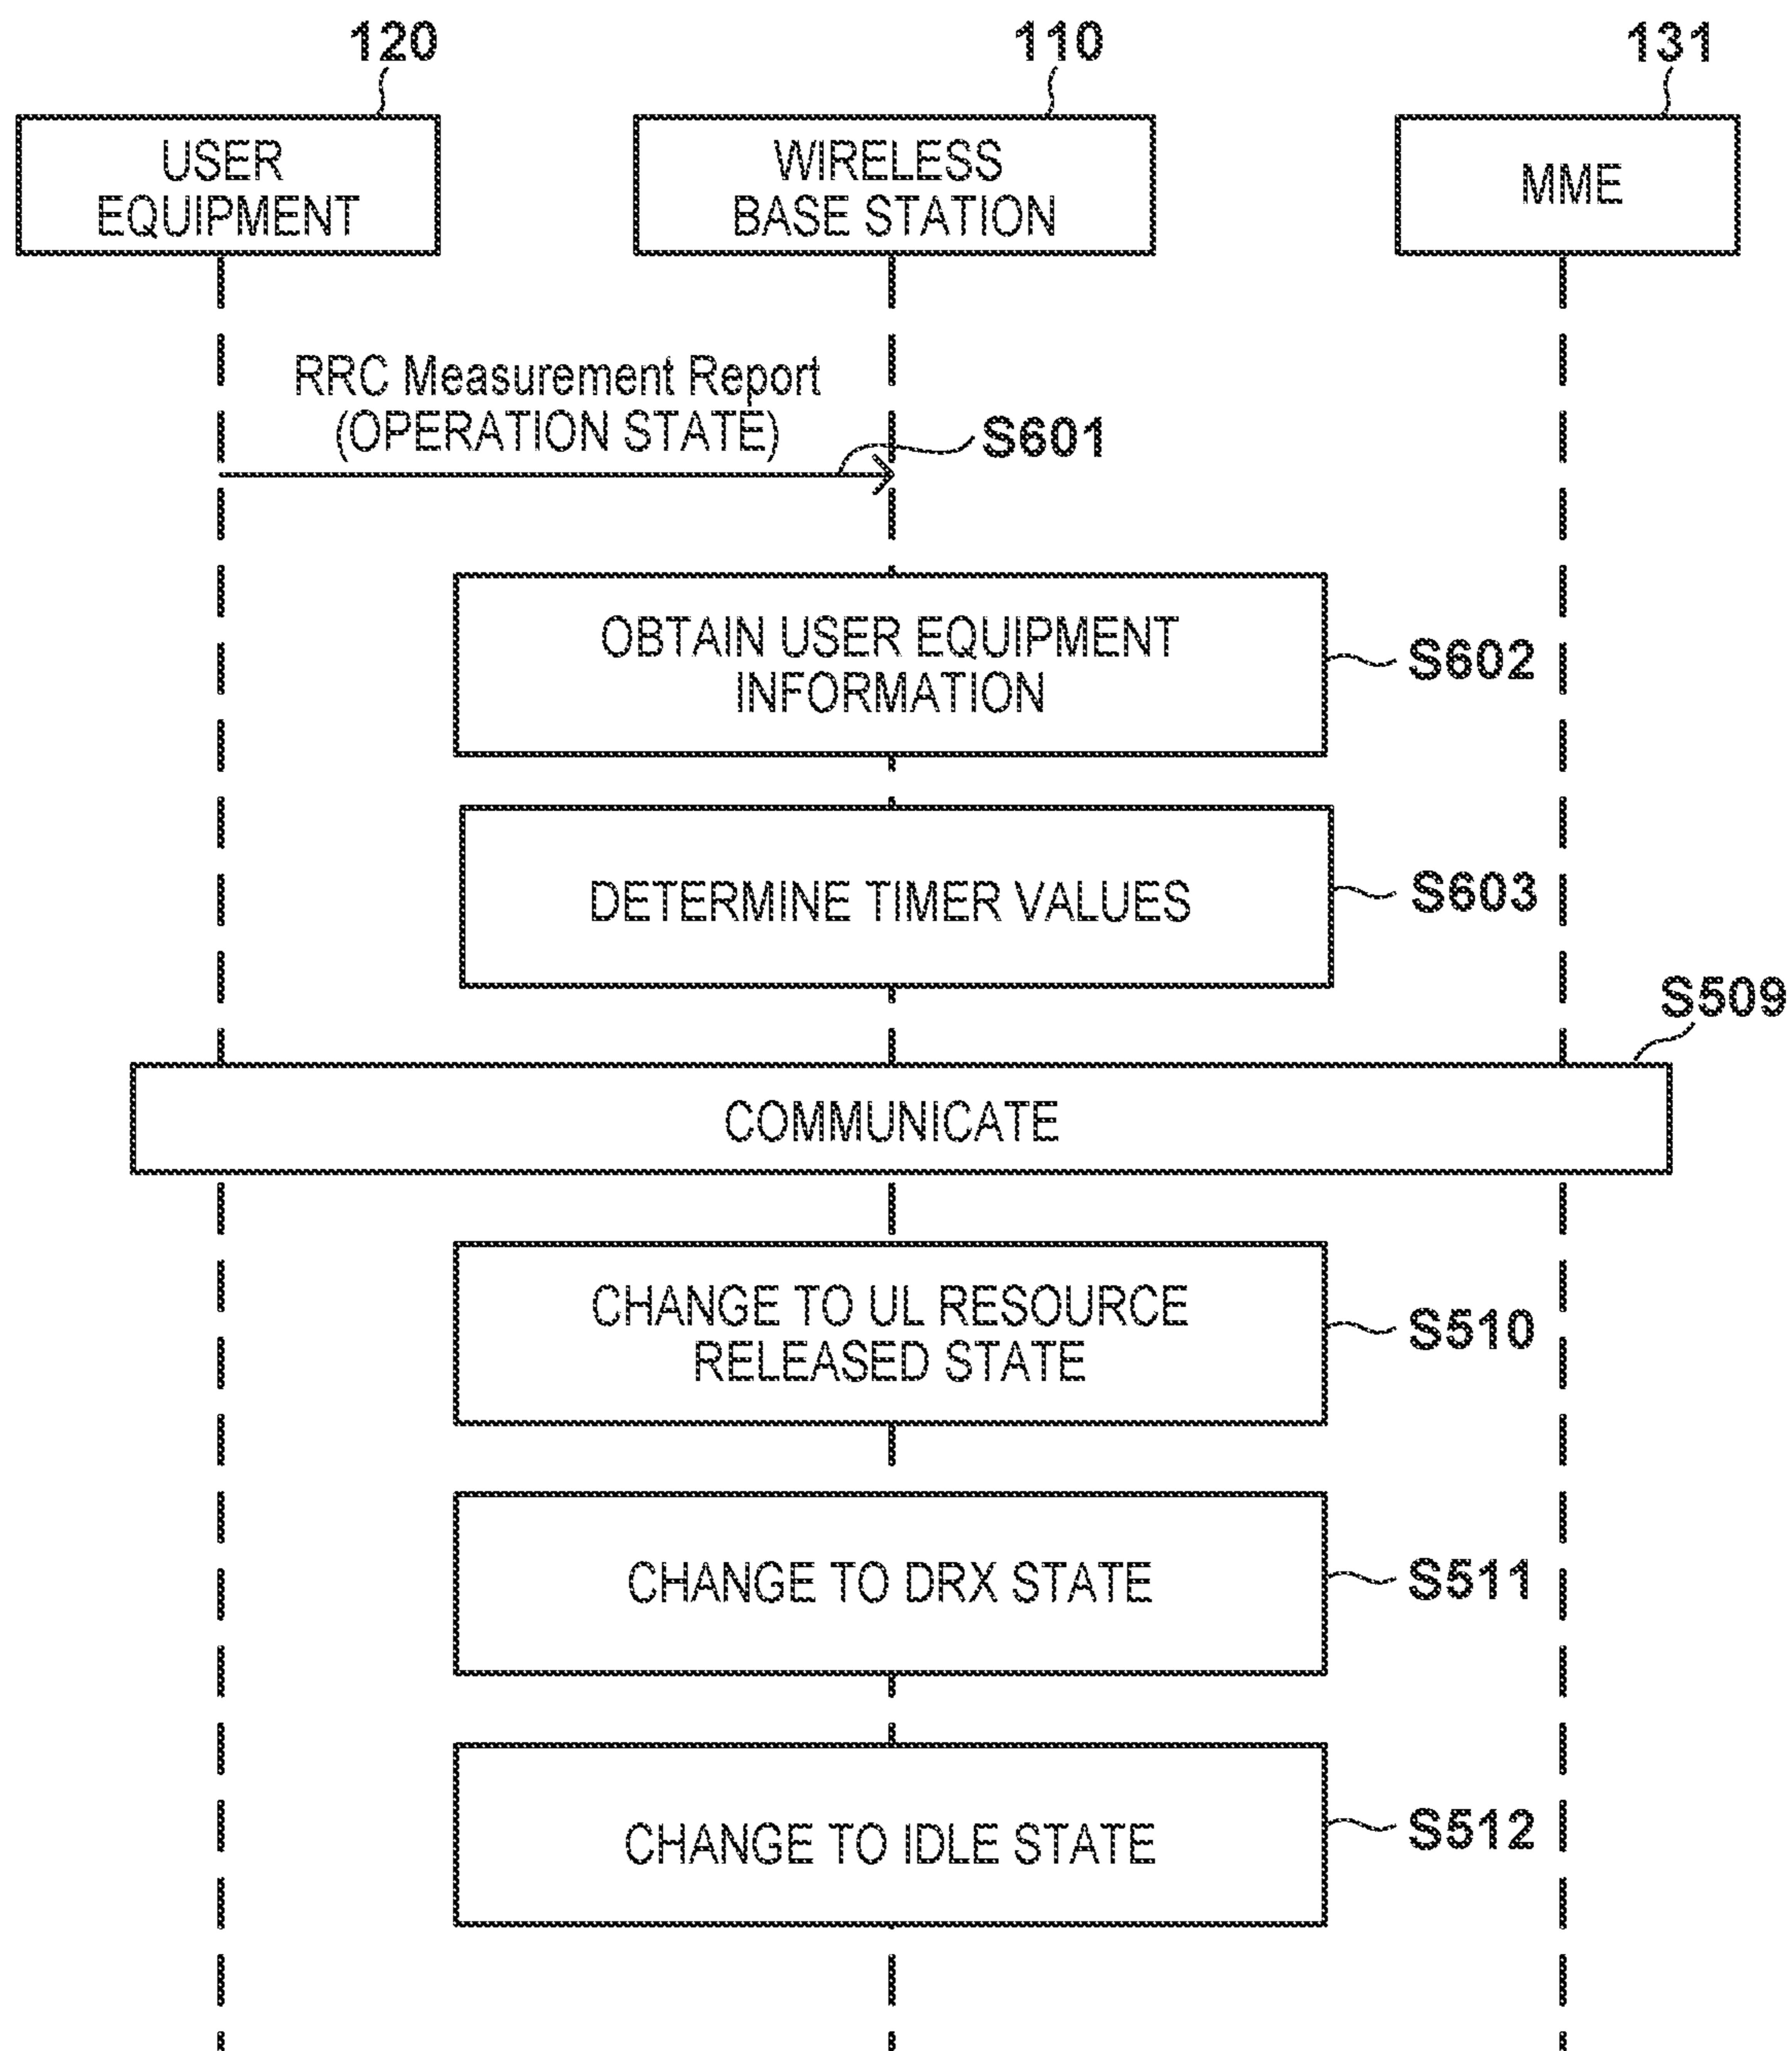 120
110
131
USER
EQUIPMENT
WIRELESS
BASE STATION
MME
RRC Measurement Report
(OPERATION STATE)
S601
OBTAIN USER EQUIPMENT
INFORMATION
S602
DETERMINE TIMER VALUES
S603
S509
COMMUNICATE
CHANGE TO UL RESOURCE
RELEASED STATE
S510
CHANGE TO DRX STATE
S511
CHANGE TO IDLE STATE
S512